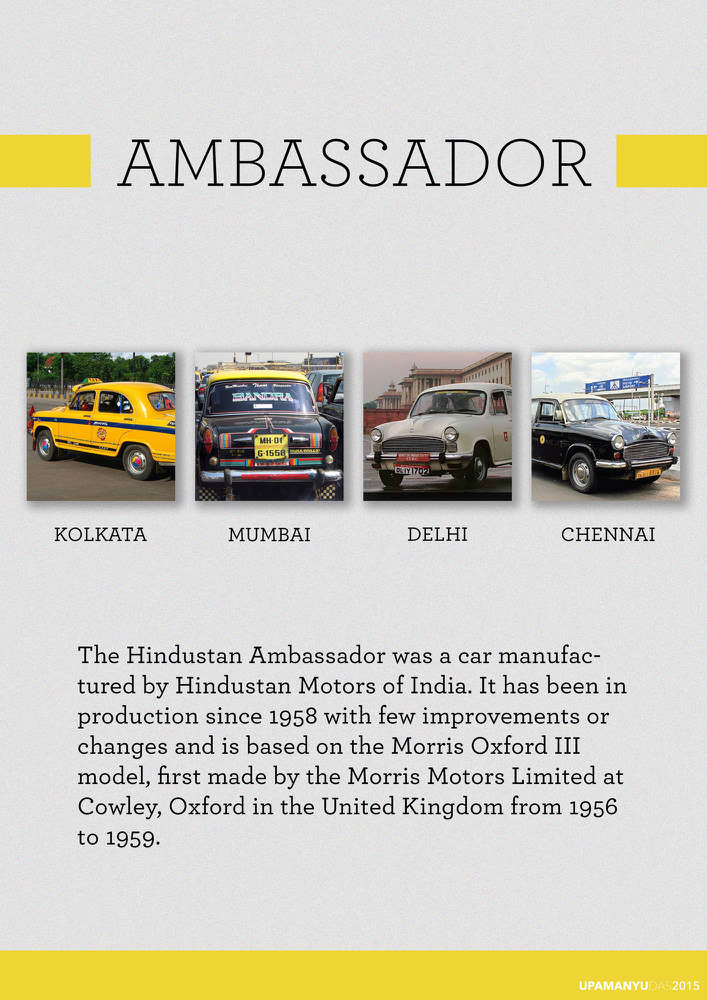 AMBASSADOR
BANDRA
MH-01
G-1558
KOLKATA
MUMBAI
DELHI
CHENNAI
The Hindustan Ambassador was a car manufac-
tured by Hindustan Motors of India. It has been in
production since 1958 with few improvements or
changes and is based on the Morris Oxford III
model, first made by the Morris Motors Limited at
Cowley, Oxford in the United Kingdom from 1956
to 1959.
UPAMANYUDAS2015